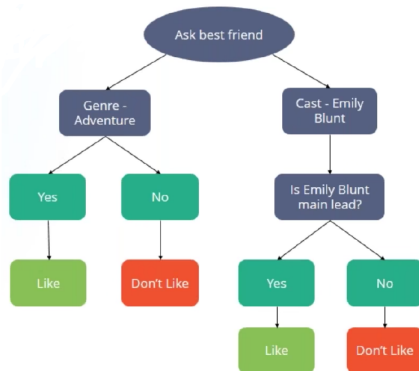 Ask best friend
Genre -
Adventure
Cast - Emily
Blunt
Yes
No
Is Emily Blunt
main lead?
Like
Don't Like
Yes
No
Like
Don't Like